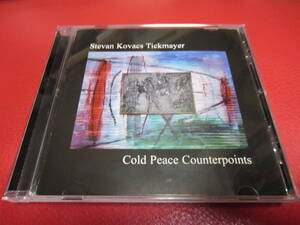 Stevan Kovacs Tickmayer
Cold Peace Counterpoints